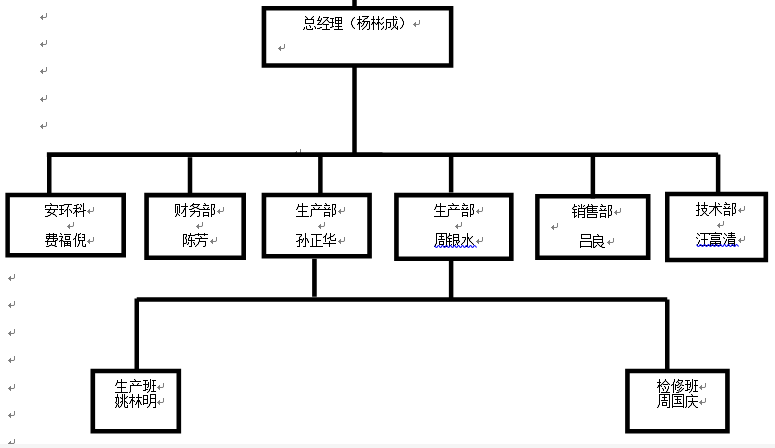 总经理（杨彬成）
安环科
费福倪
财务部
陈芳
生产部
孙正华
生产部
周银水
销售部
吕良
技术部
汪富清
生产班
姚林明
检修班
周国庆